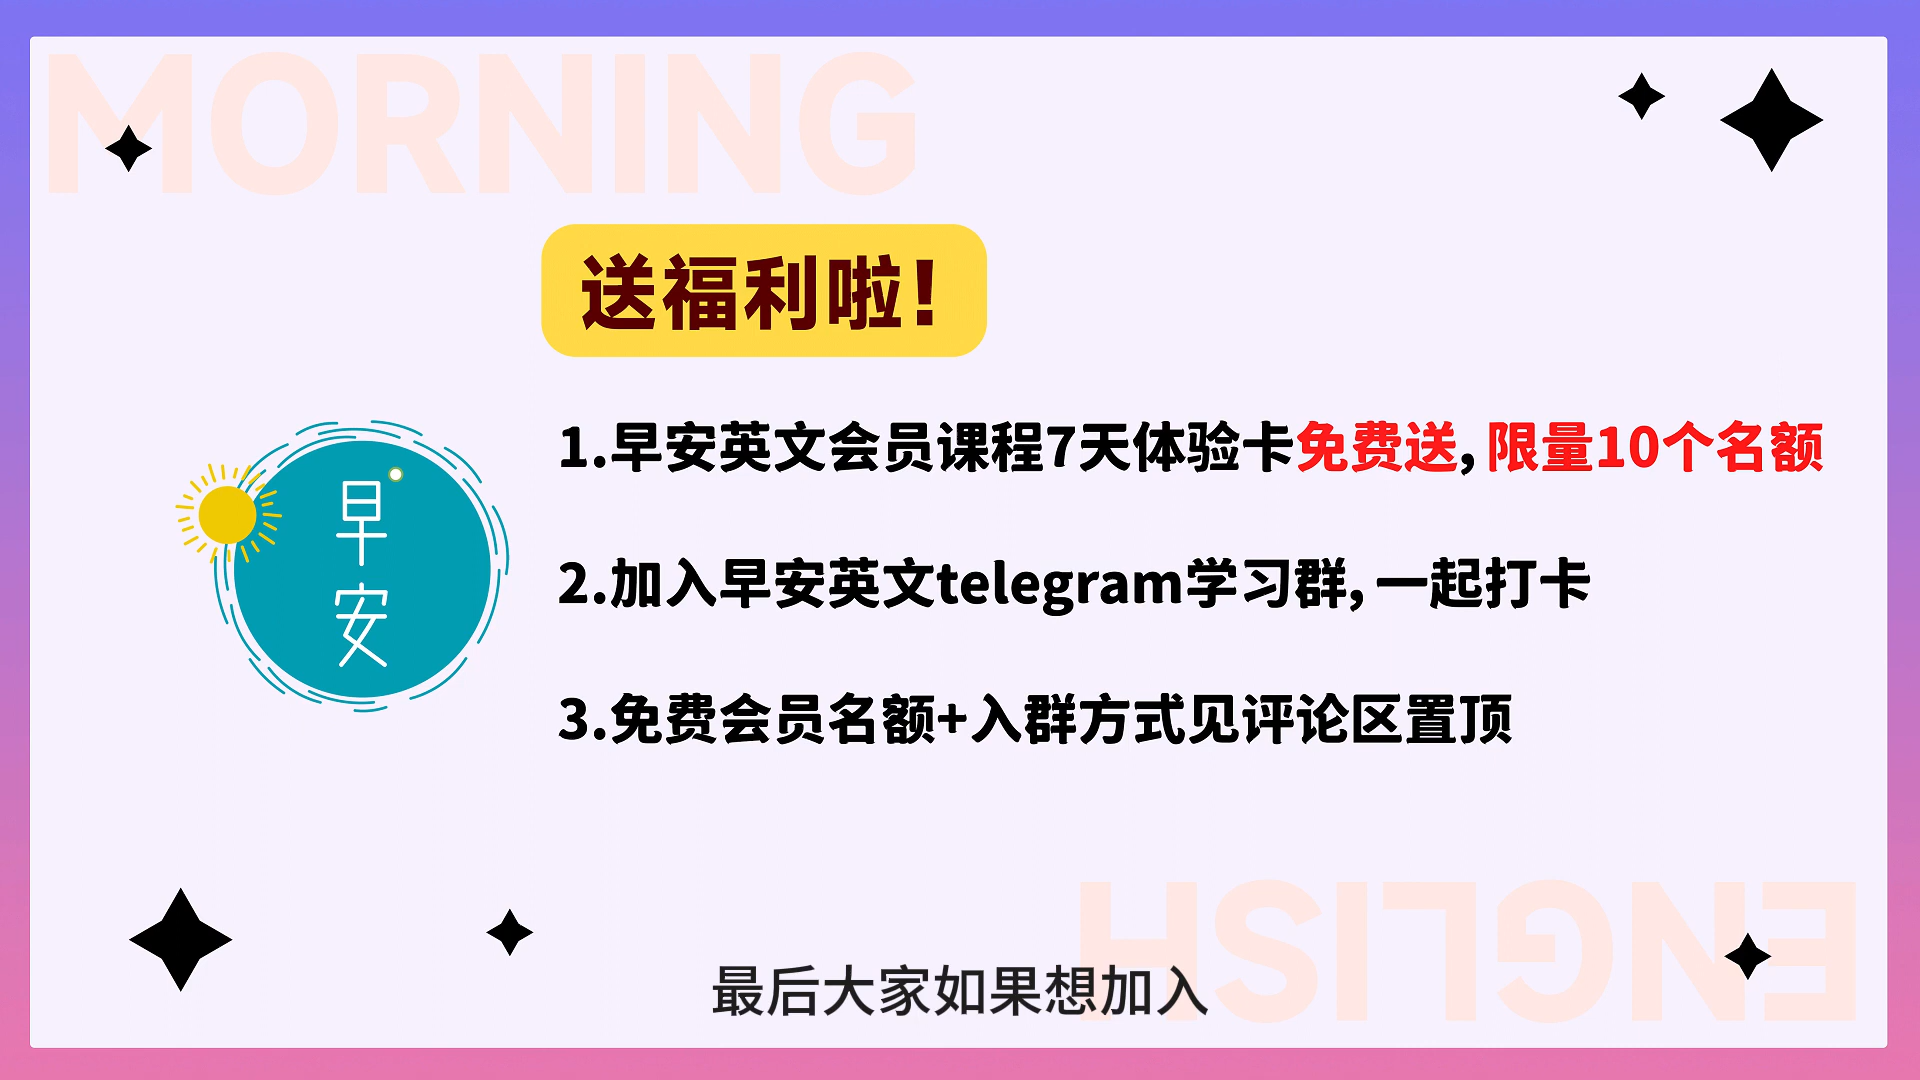 MORNING
送福利啦!
早安
1.早安英文会员课程7天体验卡免费送, 限量10个名额
2.加入早安英文telegram学习群, 一起打卡
3.免费会员名额+入群方式见评论区置顶
ENGLISH
最后大家如果想加入